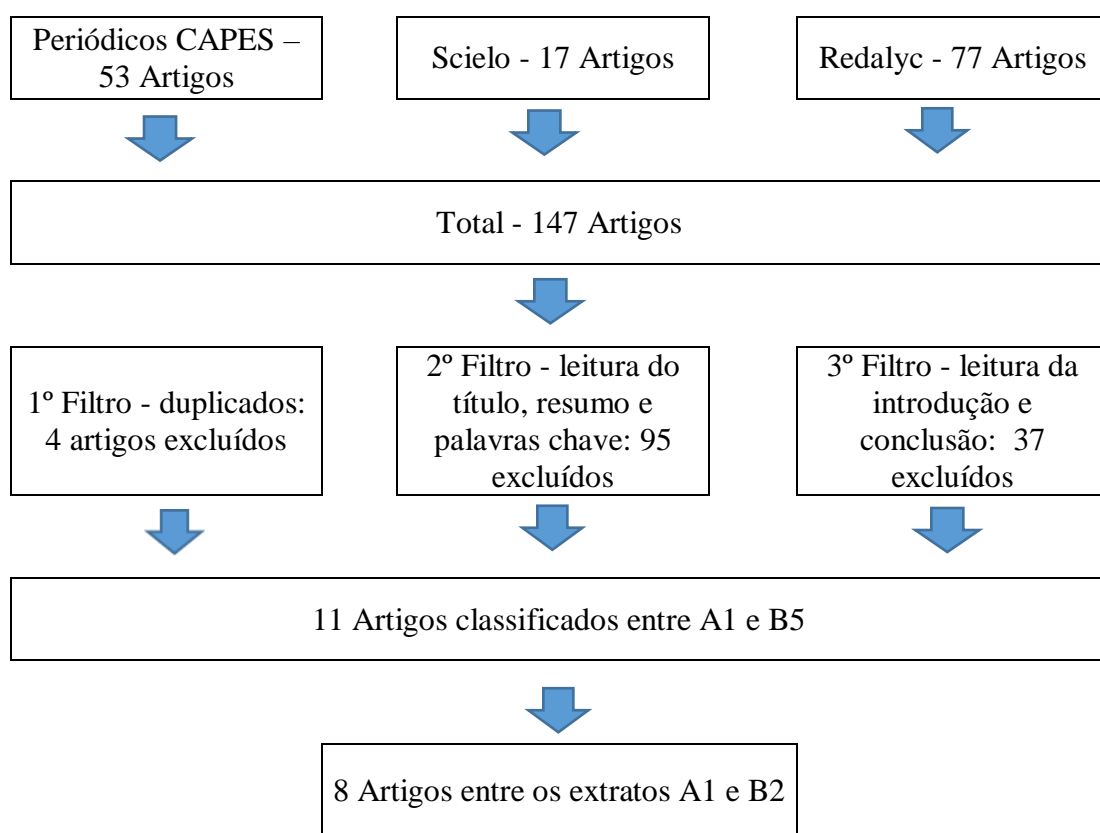 Periódicos CAPES –
53 Artigos
Scielo - 17 Artigos
Redalyc - 77 Artigos
Total - 147 Artigos
1º Filtro - duplicados:
4 artigos excluídos
2º Filtro - leitura do
título, resumo e
palavras chave: 95
excluídos
3º Filtro - leitura da
introdução e
conclusão: 37
excluídos
11 Artigos classificados entre A1 e B5
8 Artigos entre os extratos A1 e B2